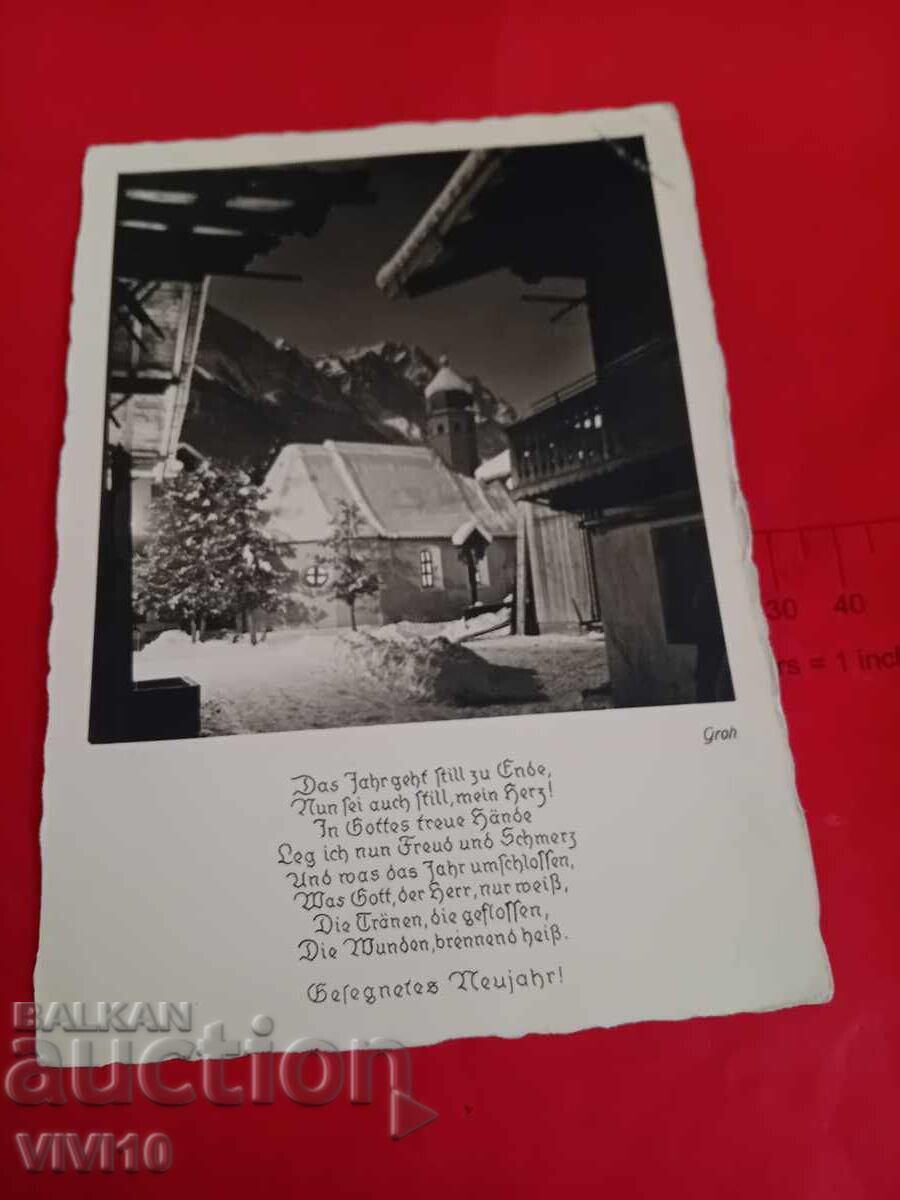 Groh
Das Jahr geht still zu Ende,
Nun sei auch still, mein Herz!
In Gottes treue Hände
Leg ich nun Freud und Schmerz
Und was das Jahr umschlossen,
Was Gott, der Herr, nur weiß,
Die Tränen, die geflossen,
Die Wunden, brennend heiß.
Gesegnetes Neujahr!
30 40
rs = 1 incl
BALKAN
auction
VIVI10